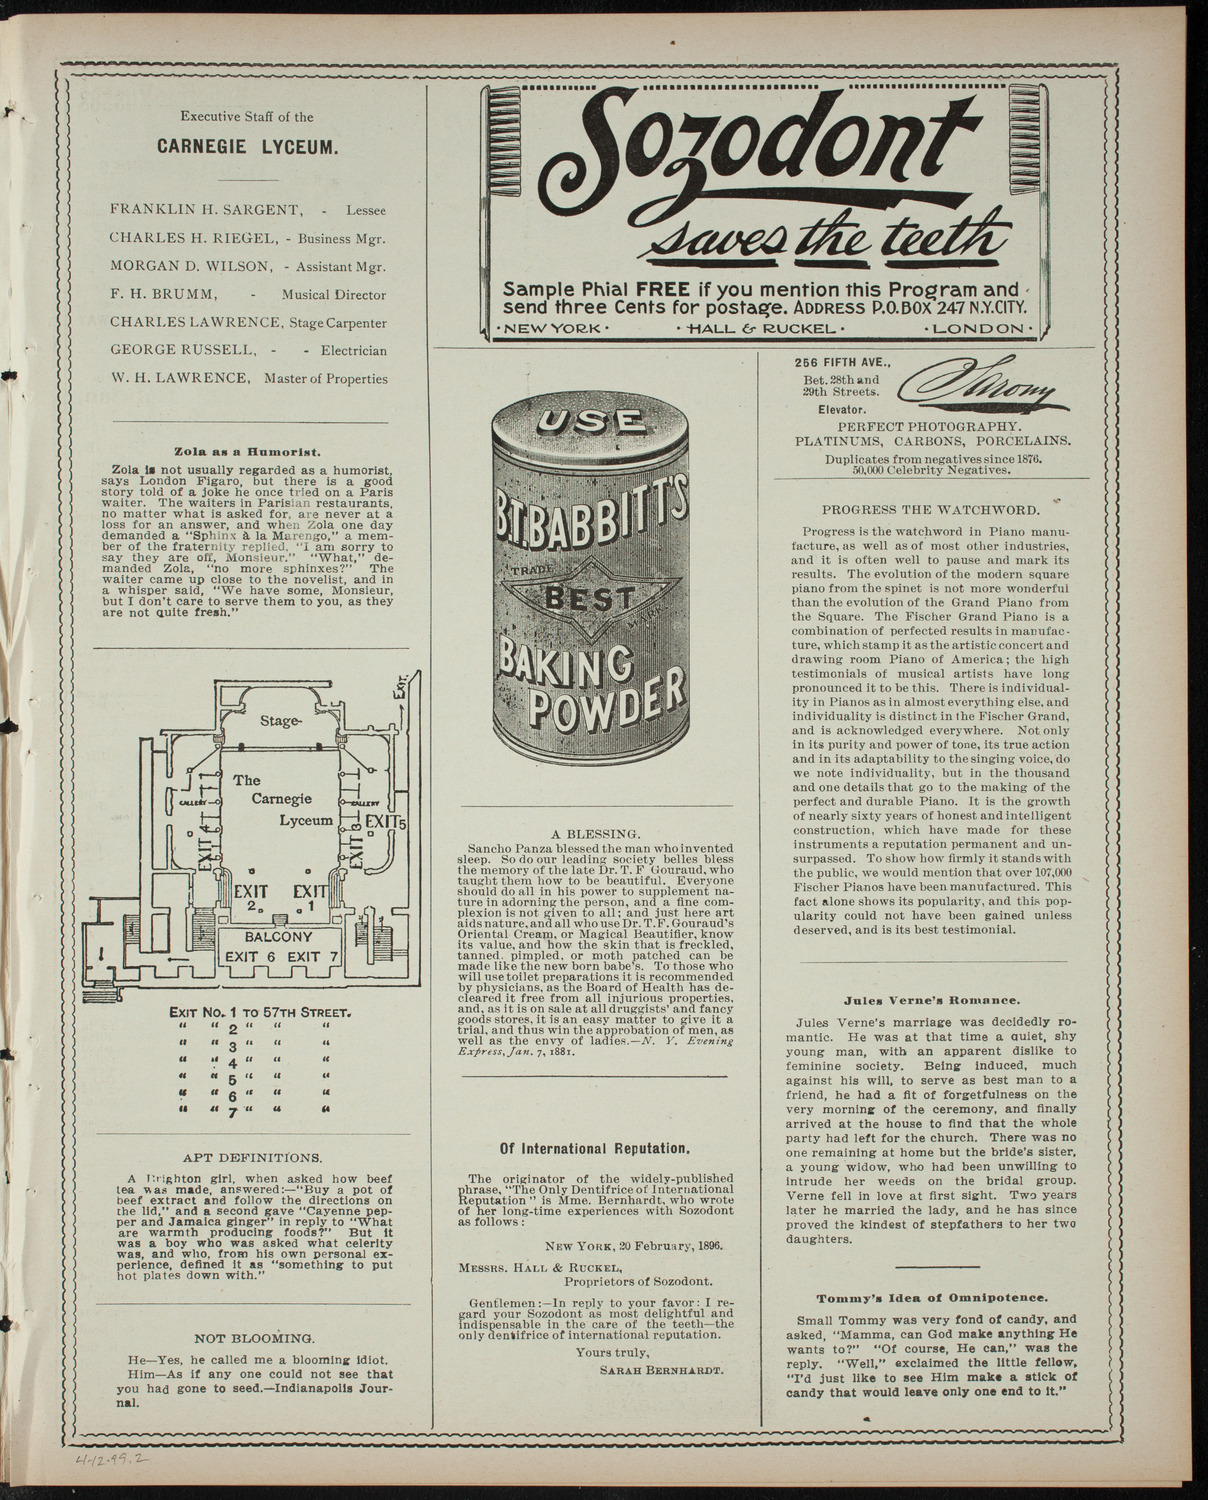 Executive Staff of the
CARNEGIE LYCEUM.
FRANKLIN H. SARGENT, - Lessee
CHARLES H. RIEGEL, - Business Mgr.
MORGAN D. WILSON, - Assistant Mgr.
F. H. BRUMM, - Musical Director
CHARLES LAWRENCE, Stage Carpenter
GEORGE RUSSELL, - - Electrician
W. H. LAWRENCE, Master of Properties
Zola as a Humorist.
Zola is not usually regarded as a humorist,
says London Figaro, but there is a good
story told of a joke he once tried on a Paris
waiter. The waiters in Parisian restaurants,
no matter what is asked for, are never at a
loss for an answer, and when Zola one day
demanded a "Sphinx à la Marengo," a mem-
ber of the fraternity replied, "I am sorry to
say they are off, Monsieur." "What," de-
manded Zola, "no more sphinxes?" The
waiter came up close to the novelist, and in
a whisper said, "We have some, Monsieur,
but I don't care to serve them to you, as they
are not quite fresh."
EXIT.
Stage-
The
Carnegie
Lyceum
GALLERY
GALLERY
EXIT 4
EXIT 3
EXIT 5
EXIT 2
EXIT 1
BALCONY
EXIT 6 EXIT 7
EXIT NO. 1 TO 57TH STREET.
" " 2 " " "
" " 3 " " "
" " 4 " " "
" " 5 " " "
" " 6 " " "
" " 7 " " "
APT DEFINITIONS.
A Brighton girl, when asked how beef
tea was made, answered:—"Buy a pot of
beef extract and follow the directions on
the lid," and a second gave "Cayenne pep-
per and Jamaica ginger" in reply to "What
are warmth producing foods?" But it
was a boy who was asked what celerity
was, and who, from his own personal ex-
perience, defined it as "something to put
hot plates down with."
NOT BLOOMING.
He—Yes, he called me a blooming idiot.
Him—As if any one could not see that
you had gone to seed.—Indianapolis Jour-
nal.
4-12-99.2
Sozodont
saves the teeth
Sample Phial FREE if you mention this Program and
send three Cents for postage. ADDRESS P.O. BOX 247 N.Y. CITY.
· NEW YORK · · HALL & RUCKEL · · LONDON ·
USE
B.T. BABBITT'S
TRADE MARK
BEST
BAKING
POWDER
A BLESSING.
Sancho Panza blessed the man who invented
sleep. So do our leading society belles bless
the memory of the late Dr. T. F Gouraud, who
taught them how to be beautiful. Everyone
should do all in his power to supplement na-
ture in adorning the person, and a fine com-
plexion is not given to all; and just here art
aids nature, and all who use Dr. T.F. Gouraud's
Oriental Cream, or Magical Beautifier, know
its value, and how the skin that is freckled,
tanned. pimpled, or moth patched can be
made like the new born babe's. To those who
will use toilet preparations it is recommended
by physicians, as the Board of Health has de-
clared it free from all injurious properties,
and, as it is on sale at all druggists' and fancy
goods stores, it is an easy matter to give it a
trial, and thus win the approbation of men, as
well as the envy of ladies.—N. Y. Evening
Express, Jan. 7, 1881.
Of International Reputation.
The originator of the widely-published
phrase, "The Only Dentifrice of International
Reputation" is Mme. Bernhardt, who wrote
of her long-time experiences with Sozodont
as follows:
NEW YORK, 20 February, 1896.
MESSRS. HALL & RUCKEL,
Proprietors of Sozodont.
Gentlemen:—In reply to your favor: I re-
gard your Sozodont as most delightful and
indispensable in the care of the teeth—the
only dentifrice of international reputation.
Yours truly,
SARAH BERNHARDT.
256 FIFTH AVE.,
Bet. 28th and
29th Streets.
Elevator.
Sarony
PERFECT PHOTOGRAPHY.
PLATINUMS, CARBONS, PORCELAINS.
Duplicates from negatives since 1876.
50,000 Celebrity Negatives.
PROGRESS THE WATCHWORD.
Progress is the watchword in Piano manu-
facture, as well as of most other industries,
and it is often well to pause and mark its
results. The evolution of the modern square
piano from the spinet is not more wonderful
than the evolution of the Grand Piano from
the Square. The Fischer Grand Piano is a
combination of perfected results in manufac-
ture, which stamp it as the artistic concert and
drawing room Piano of America; the high
testimonials of musical artists have long
pronounced it to be this. There is individual-
ity in Pianos as in almost everything else, and
individuality is distinct in the Fischer Grand,
and is acknowledged everywhere. Not only
in its purity and power of tone, its true action
and in its adaptability to the singing voice, do
we note individuality, but in the thousand
and one details that go to the making of the
perfect and durable Piano. It is the growth
of nearly sixty years of honest and intelligent
construction, which have made for these
instruments a reputation permanent and un-
surpassed. To show how firmly it stands with
the public, we would mention that over 107,000
Fischer Pianos have been manufactured. This
fact alone shows its popularity, and this pop-
ularity could not have been gained unless
deserved, and is its best testimonial.
Jules Verne's Romance.
Jules Verne's marriage was decidedly ro-
mantic. He was at that time a quiet, shy
young man, with an apparent dislike to
feminine society. Being induced, much
against his will, to serve as best man to a
friend, he had a fit of forgetfulness on the
very morning of the ceremony, and finally
arrived at the house to find that the whole
party had left for the church. There was no
one remaining at home but the bride's sister,
a young widow, who had been unwilling to
intrude her weeds on the bridal group.
Verne fell in love at first sight. Two years
later he married the lady, and he has since
proved the kindest of stepfathers to her two
daughters.
Tommy's Idea of Omnipotence.
Small Tommy was very fond of candy, and
asked, "Mamma, can God make anything He
wants to?" "Of course, He can," was the
reply. "Well," exclaimed the little fellow,
"I'd just like to see Him make a stick of
candy that would leave only one end to it."